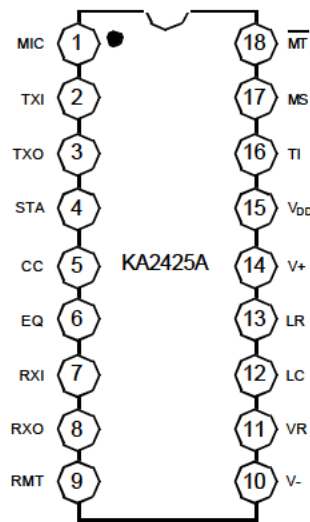 MIC 1 18 M̅T̅
TXI 2 17 MS
TXO 3 16 TI
STA 4 15 VDD
CC 5 KA2425A 14 V+
EQ 6 13 LR
RXI 7 12 LC
RXO 8 11 VR
RMT 9 10 V-